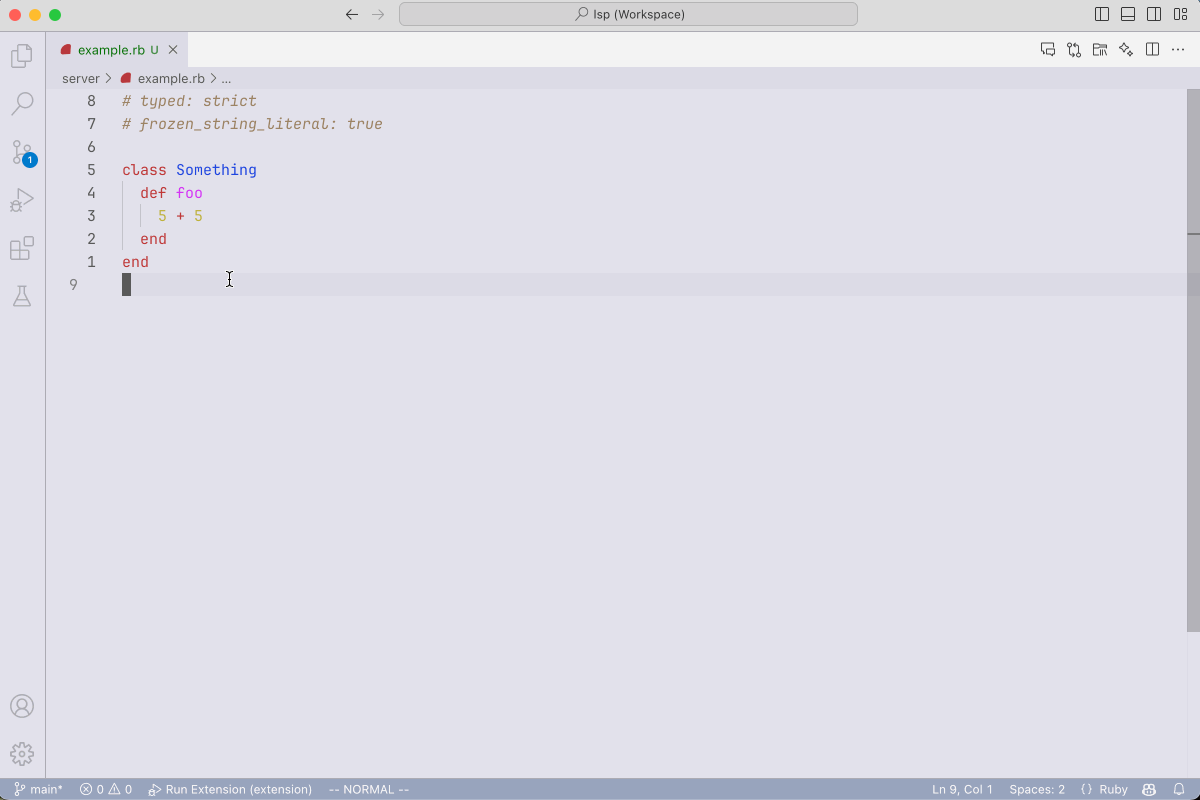 lsp (Workspace)
example.rb U
server > example.rb > ...
8 # typed: strict
7 # frozen_string_literal: true
6
5 class Something
4 def foo
3 5 + 5
2 end
1 end
9
1
main* 0 0 Run Extension (extension) -- NORMAL -- Ln 9, Col 1 Spaces: 2 {} Ruby